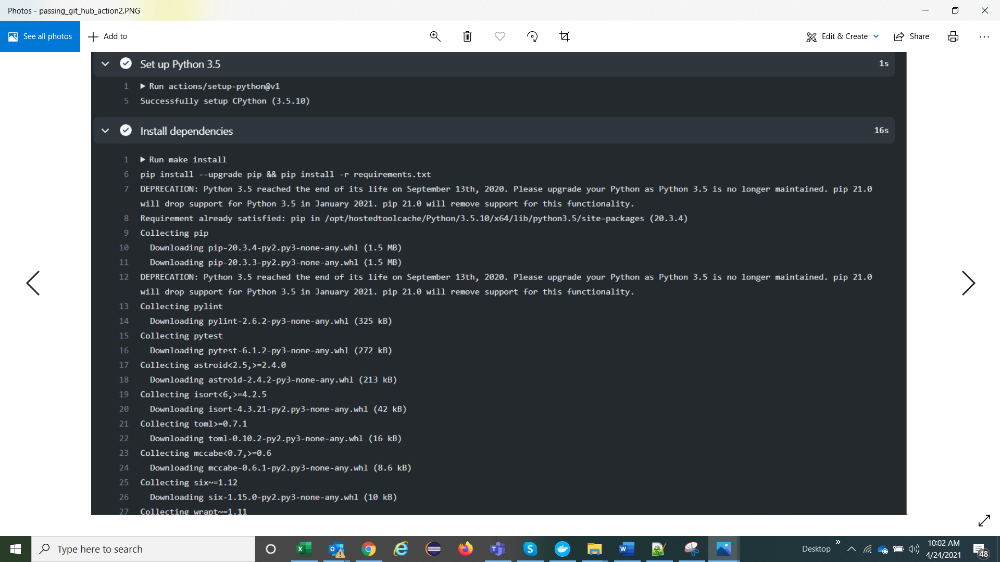 Photos - passing_git_hub_action2.PNG
See all photos
Add to
Edit & Create
Share
Set up Python 3.5
1s
1 ▶ Run actions/setup-python@v1
5 Successfully setup CPython (3.5.10)
Install dependencies
16s
1 ▶ Run make install
6 pip install --upgrade pip && pip install -r requirements.txt
7 DEPRECATION: Python 3.5 reached the end of its life on September 13th, 2020. Please upgrade your Python as Python 3.5 is no longer maintained. pip 21.0
will drop support for Python 3.5 in January 2021. pip 21.0 will remove support for this functionality.
8 Requirement already satisfied: pip in /opt/hostedtoolcache/Python/3.5.10/x64/lib/python3.5/site-packages (20.3.4)
9 Collecting pip
10 Downloading pip-20.3.4-py2.py3-none-any.whl (1.5 MB)
11 Downloading pip-20.3.3-py2.py3-none-any.whl (1.5 MB)
12 DEPRECATION: Python 3.5 reached the end of its life on September 13th, 2020. Please upgrade your Python as Python 3.5 is no longer maintained. pip 21.0
will drop support for Python 3.5 in January 2021. pip 21.0 will remove support for this functionality.
13 Collecting pylint
14 Downloading pylint-2.6.2-py3-none-any.whl (325 kB)
15 Collecting pytest
16 Downloading pytest-6.1.2-py3-none-any.whl (272 kB)
17 Collecting astroid<2.5,>=2.4.0
18 Downloading astroid-2.4.2-py3-none-any.whl (213 kB)
19 Collecting isort<6,>=4.2.5
20 Downloading isort-4.3.21-py2.py3-none-any.whl (42 kB)
21 Collecting toml>=0.7.1
22 Downloading toml-0.10.2-py2.py3-none-any.whl (16 kB)
23 Collecting mccabe<0.7,>=0.6
24 Downloading mccabe-0.6.1-py2.py3-none-any.whl (8.6 kB)
25 Collecting six~=1.12
26 Downloading six-1.15.0-py2.py3-none-any.whl (10 kB)
27 Collecting wrapt~=1.11
Type here to search
Desktop
10:02 AM
4/24/2021
48